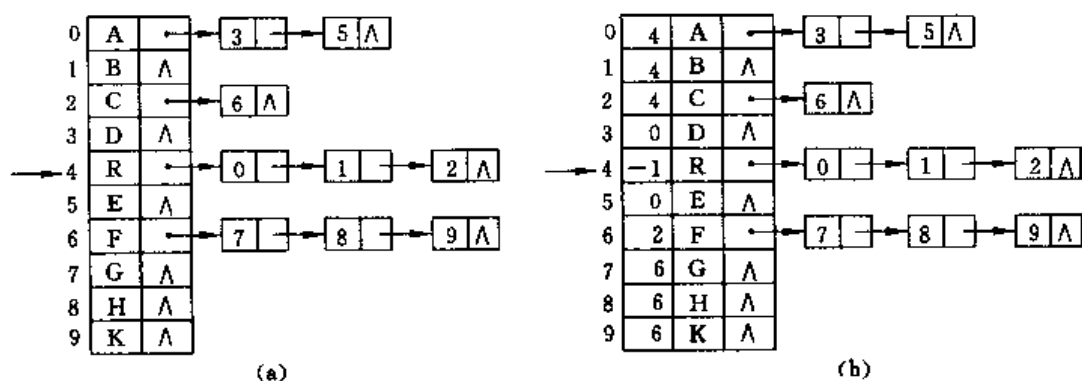 0 A 3 5 ∧
1 B ∧
2 C 6 ∧
3 D ∧
4 R 0 1 2 ∧
5 E ∧
6 F 7 8 9 ∧
7 G ∧
8 H ∧
9 K ∧
(a)
0 4 A 3 5 ∧
1 4 B ∧
2 4 C 6 ∧
3 0 D ∧
4 -1 R 0 1 2 ∧
5 0 E ∧
6 2 F 7 8 9 ∧
7 6 G ∧
8 6 H ∧
9 6 K ∧
(b)